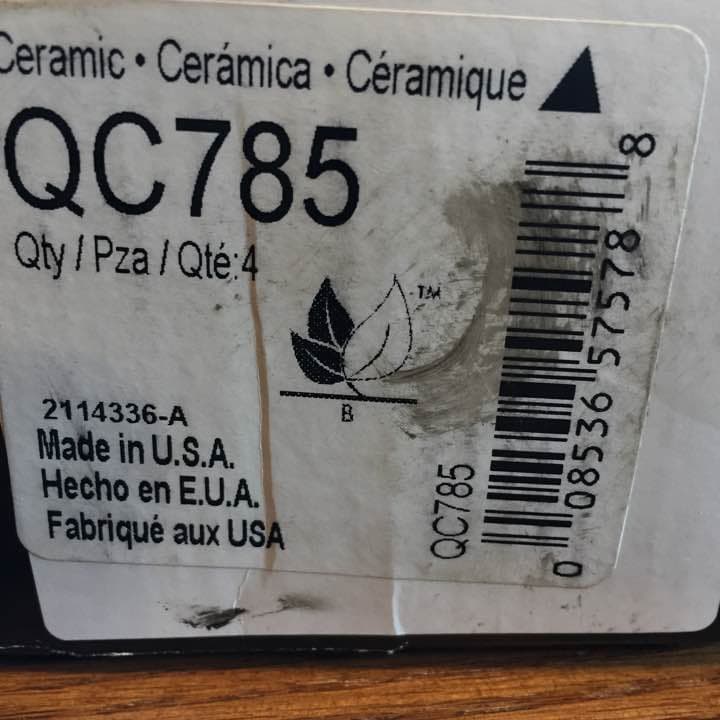 Ceramic • Cerámica • Céramique
QC785
Qty / Pza / Qté:4
TM
B
2114336-A
Made in U.S.A.
Hecho en E.U.A.
Fabriqué aux USA
QC785
0 08536 57578 8